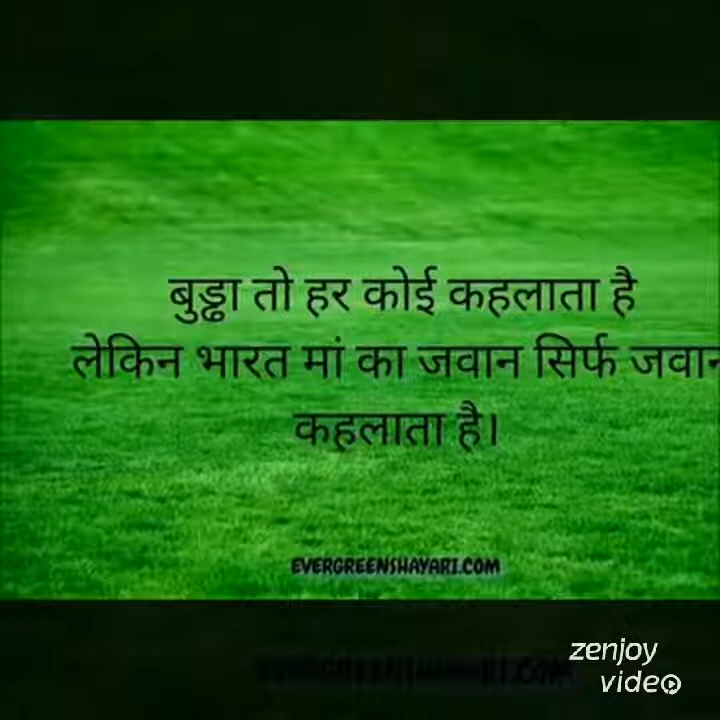 बुड्ढा तो हर कोई कहलाता है
लेकिन भारत मां का जवान सिर्फ जवान
कहलाता है।
EVERGREENSHAYARI.COM
zenjoy
video